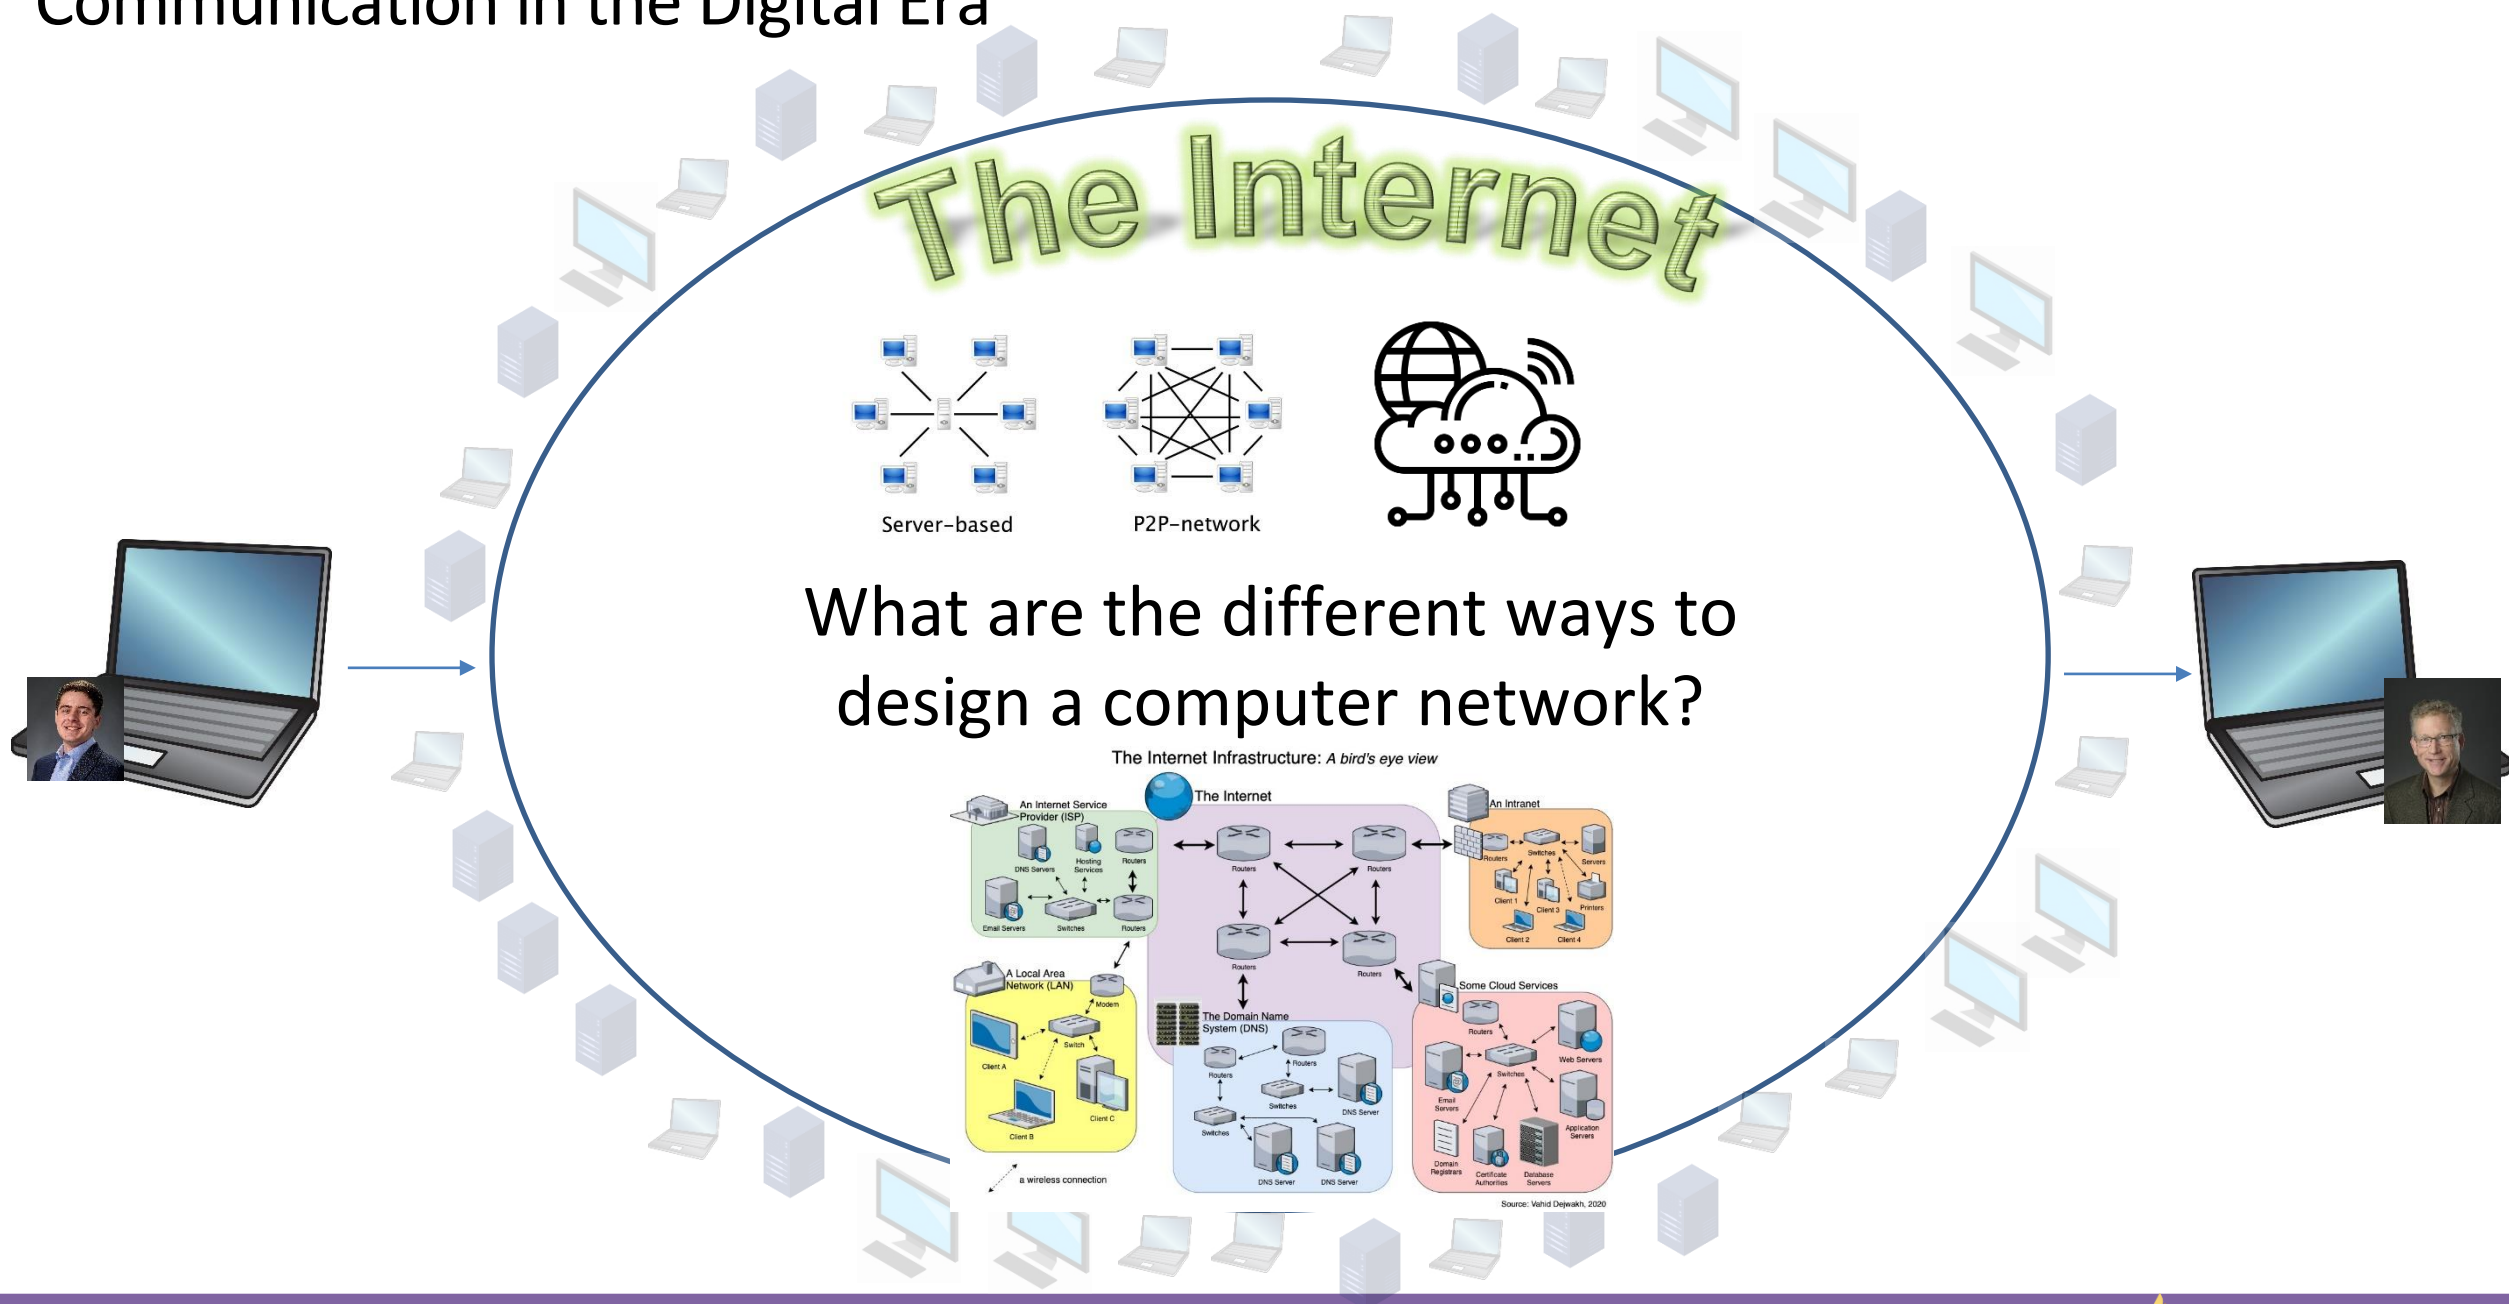 Communication in the Digital Era
The Internet
Server-based
P2P-network
What are the different ways to
design a computer network?
The Internet Infrastructure: A bird's eye view
An Internet Service
Provider (ISP)
DNS Servers
Hosting
Services
Routers
Email Servers
Switches
Routers
The Internet
Routers
Routers
Routers
Routers
An Intranet
Routers
Switches
Servers
Client 1
Client 3
Printers
Client 2
Client 4
A Local Area
Network (LAN)
Modem
Switch
Client A
Client C
Client B
a wireless connection
The Domain Name
System (DNS)
Routers
Routers
Switches
DNS Server
Switches
DNS Server
DNS Server
Some Cloud Services
Routers
Web Servers
Switches
Email
Servers
Application
Servers
Domain
Registrars
Certificate
Authorities
Database
Servers
Source: Vahid Dejwakh, 2020